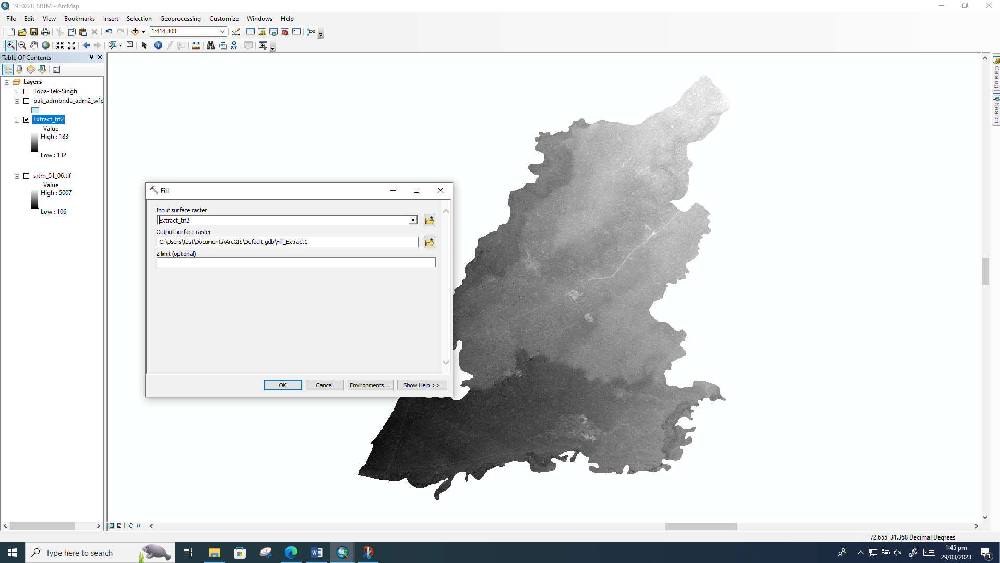 19F0228_SRTM - ArcMap
File Edit View Bookmarks Insert Selection Geoprocessing Customize Windows Help
1:414,809
Table Of Contents
Layers
Toba-Tek-Singh
pak_admbnda_adm2_wfp
Extract_tif2
Value
High : 183
Low : 132
srtm_51_06.tif
Value
High : 5007
Low : 106
Fill
Input surface raster
Extract_tif2
Output surface raster
C:\Users\test\Documents\ArcGIS\Default.gdb\Fill_Extract1
Z limit (optional)
OK Cancel Environments... Show Help >>
Catalog
Search
72.655 31.368 Decimal Degrees
Type here to search
1:45 pm
29/03/2023
1